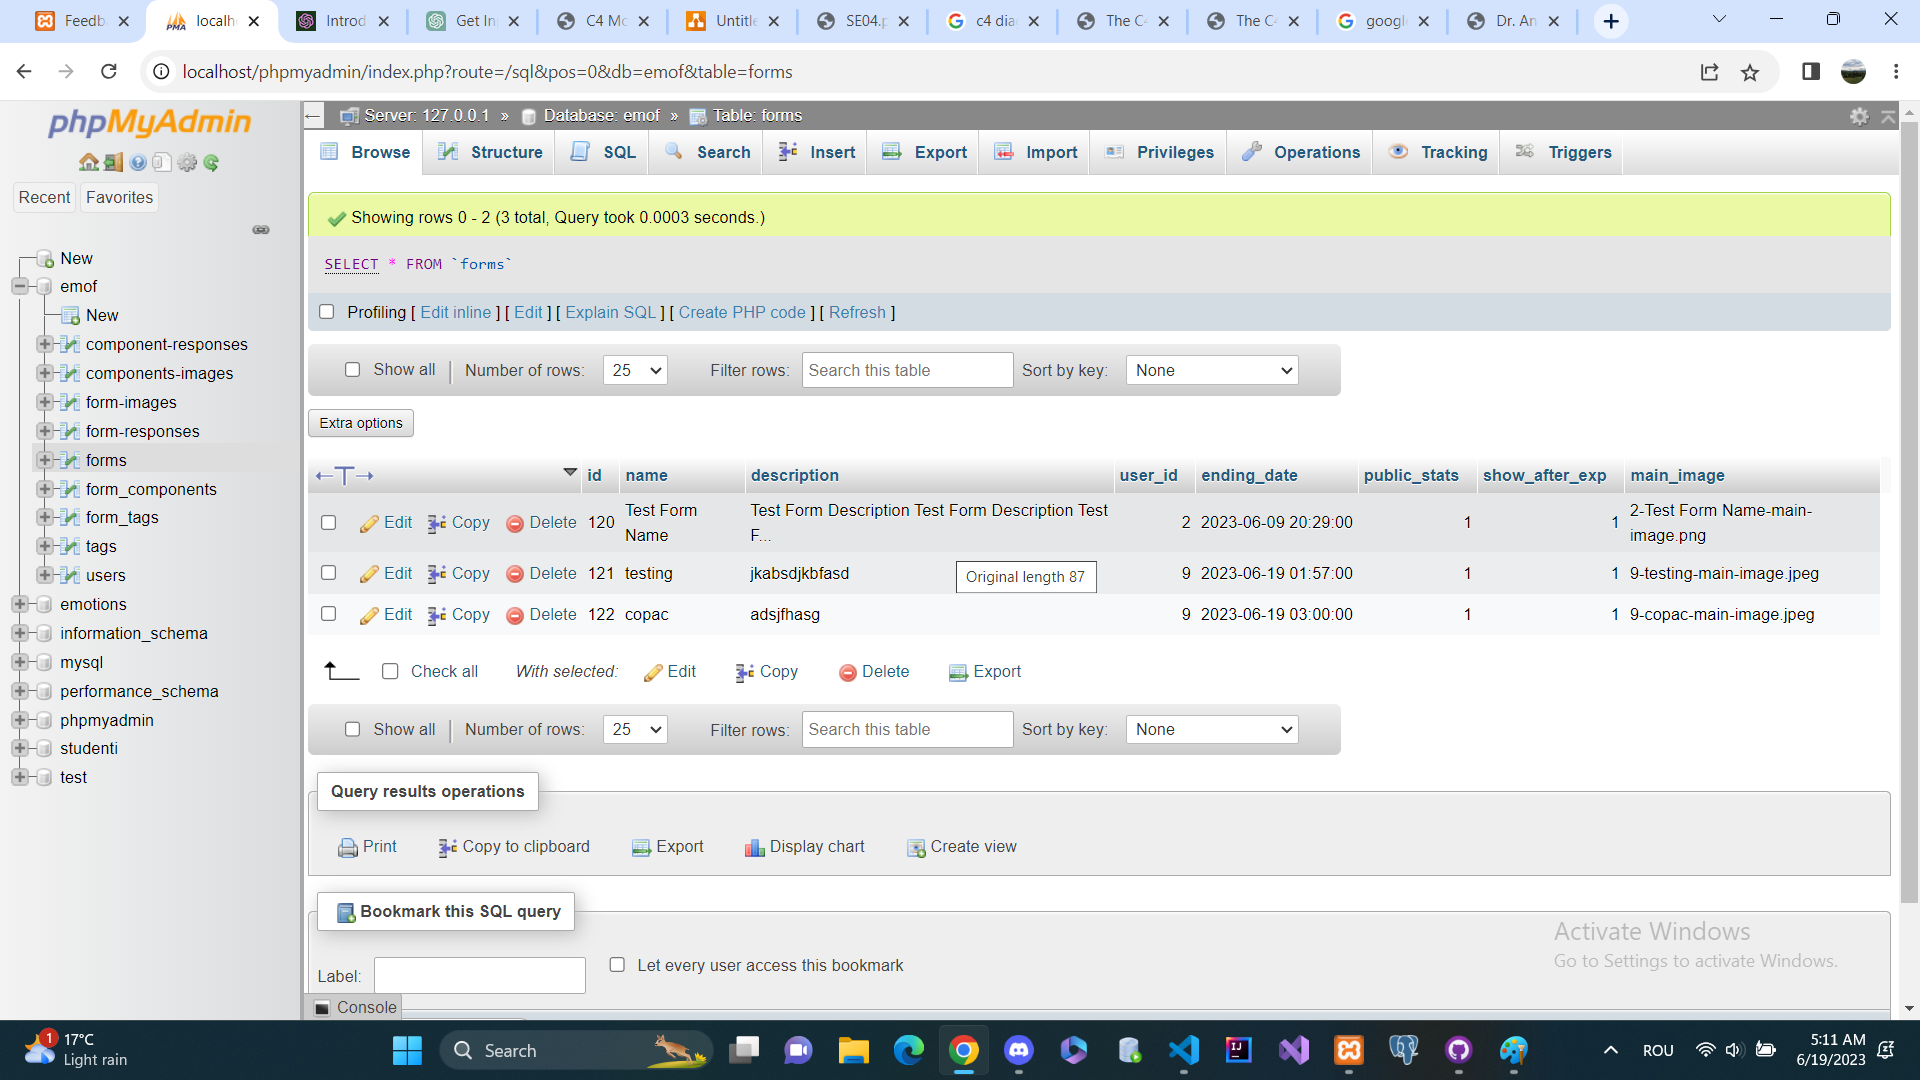 Feedb
localh
Introd
Get In
C4 Mo
Untitle
SE04.p
c4 dia
The C4
The C4
google
Dr. An
localhost/phpmyadmin/index.php?route=/sql&pos=0&db=emof&table=forms
phpMyAdmin
Recent
Favorites
New
emof
New
component-responses
components-images
form-images
form-responses
forms
form_components
form_tags
tags
users
emotions
information_schema
mysql
performance_schema
phpmyadmin
studenti
test
Server: 127.0.0.1 » Database: emof » Table: forms
Browse Structure SQL Search Insert Export Import Privileges Operations Tracking Triggers
Showing rows 0 - 2 (3 total, Query took 0.0003 seconds.)
SELECT * FROM `forms`
Profiling [ Edit inline ] [ Edit ] [ Explain SQL ] [ Create PHP code ] [ Refresh ]
Show all Number of rows: 25 Filter rows: Search this table Sort by key: None
Extra options
←T→ id name description user_id ending_date public_stats show_after_exp main_image
Edit Copy Delete 120 Test Form Name Test Form Description Test Form Description Test F... 2 2023-06-09 20:29:00 1 1 2-Test Form Name-main-image.png
Edit Copy Delete 121 testing jkabsdjkbfasd 9 2023-06-19 01:57:00 1 1 9-testing-main-image.jpeg
Original length 87
Edit Copy Delete 122 copac adsjfhasg 9 2023-06-19 03:00:00 1 1 9-copac-main-image.jpeg
Check all With selected: Edit Copy Delete Export
Show all Number of rows: 25 Filter rows: Search this table Sort by key: None
Query results operations
Print Copy to clipboard Export Display chart Create view
Bookmark this SQL query
Label:
Let every user access this bookmark
Console
Activate Windows
Go to Settings to activate Windows.
1
17°C
Light rain
Search
ROU
5:11 AM
6/19/2023